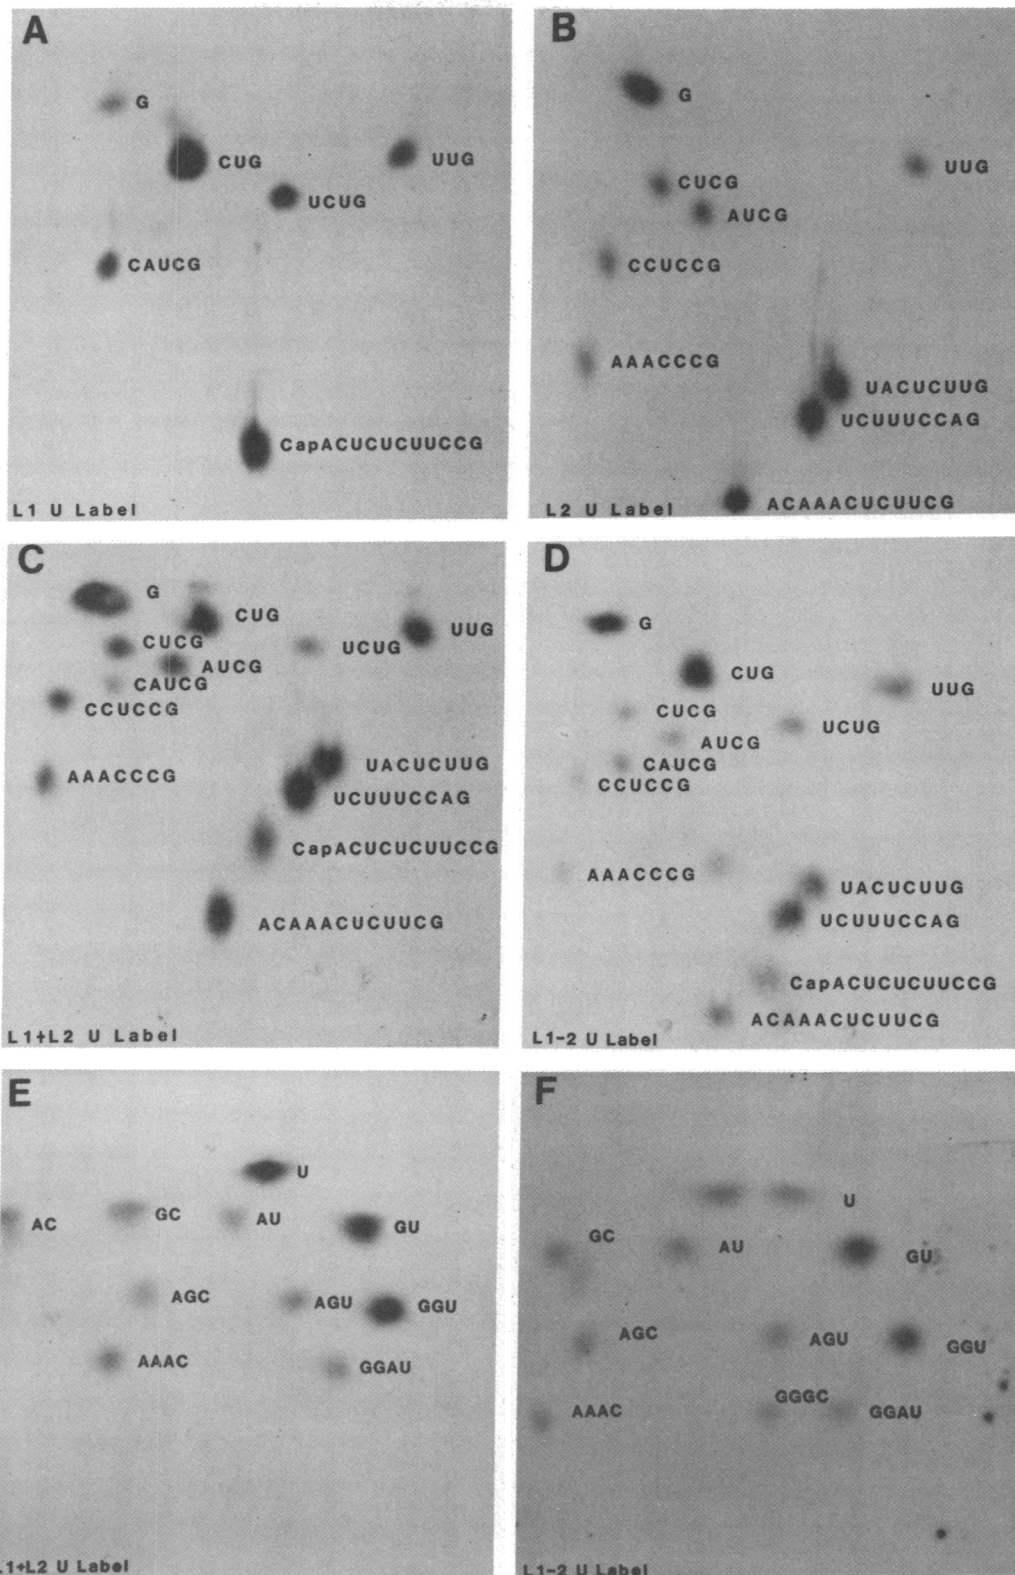 A
G
CUG
UUG
UCUG
CAUCG
CapACUCUCUUCCG
L1 U Label
B
G
UUG
CUCG
AUCG
CCUCCG
AAACCCG
UACUCUUG
UCUUUCCAG
ACAAACUCUUCG
L2 U Label
C
G
CUG
UUG
CUCG
UCUG
AUCG
CAUCG
CCUCCG
UACUCUUG
AAACCCG
UCUUUCCAG
CapACUCUCUUCCG
ACAAACUCUUCG
L1+L2 U Label
D
G
CUG
UUG
CUCG
UCUG
AUCG
CAUCG
CCUCCG
AAACCCG
UACUCUUG
UCUUUCCAG
CapACUCUCUUCCG
ACAAACUCUUCG
L1-2 U Label
E
U
AC
GC
AU
GU
AGC
AGU
GGU
AAAC
GGAU
L1+L2 U Label
F
U
GC
AU
GU
AGC
AGU
GGU
GGGC
AAAC
GGAU
L1-2 U Label